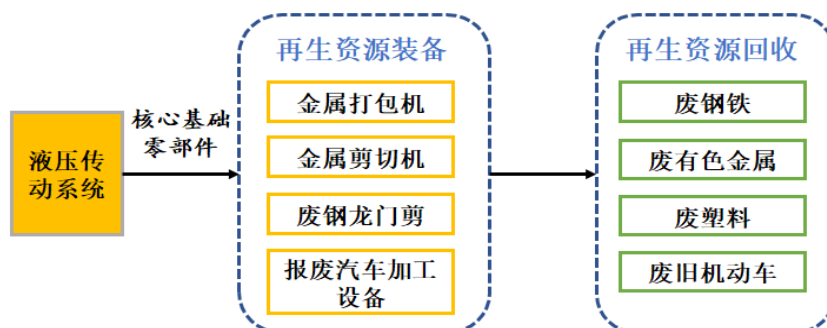 再生资源装备
再生资源回收
核心基础
零部件
液压传
动系统
金属打包机
金属剪切机
废钢龙门剪
报废汽车加工
设备
废钢铁
废有色金属
废塑料
废旧机动车